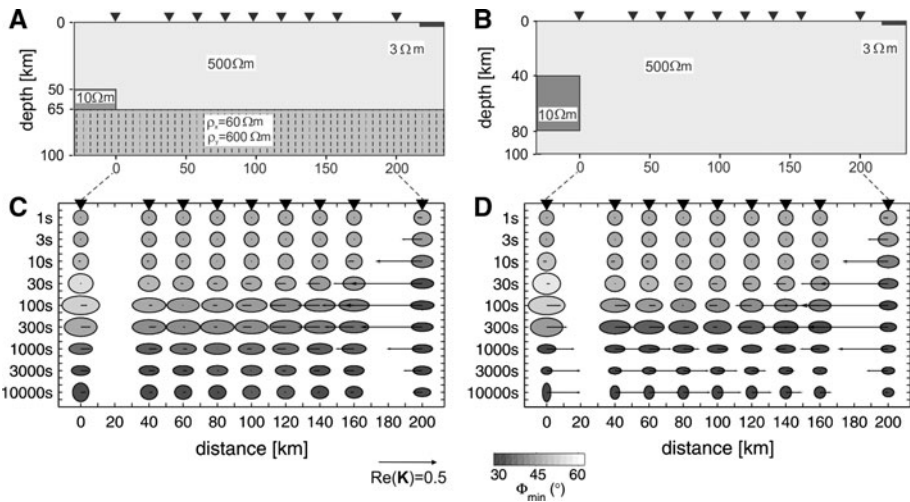 A
B
0
50
65
100
depth [km]
500Ωm
3 Ωm
10Ωm
ρₓ=60 Ωm
ρᵧ=600 Ωm
0 50 100 150 200
0
40
80
100
depth [km]
500Ωm
3 Ωm
10Ωm
0 50 100 150 200
C
1s
3s
10s
30s
100s
300s
1000s
3000s
10000s
0 20 40 60 80 100 120 140 160 180 200
distance [km]
D
1s
3s
10s
30s
100s
300s
1000s
3000s
10000s
0 20 40 60 80 100 120 140 160 180 200
distance [km]
Re(K)=0.5
30 45 60
Φmin (°)